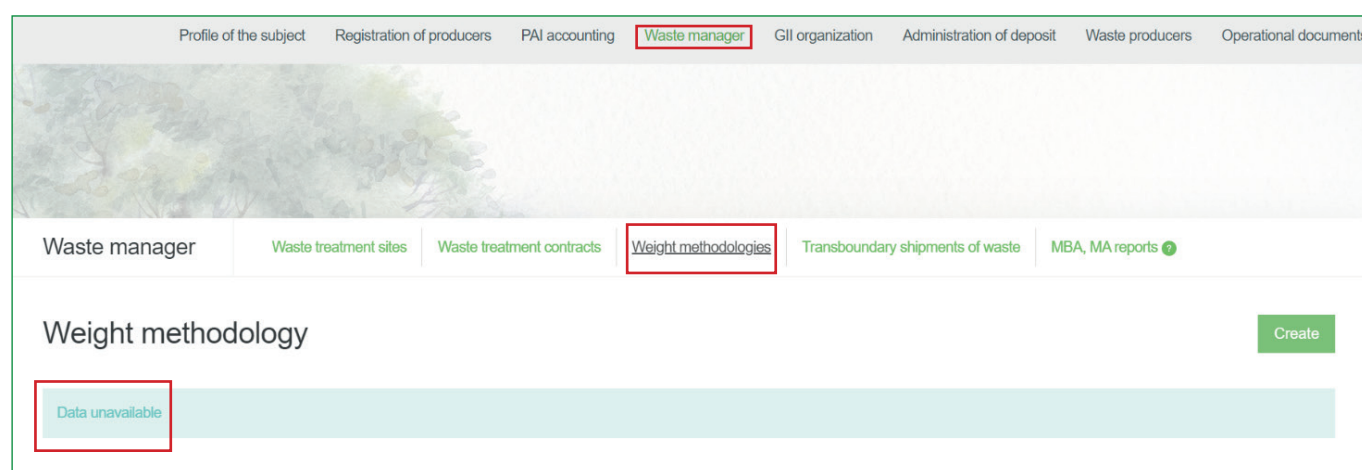 Profile of the subject Registration of producers PAI accounting Waste manager GII organization Administration of deposit Waste producers Operational documents
Waste manager Waste treatment sites Waste treatment contracts Weight methodologies Transboundary shipments of waste MBA, MA reports ?
Weight methodology Create
Data unavailable